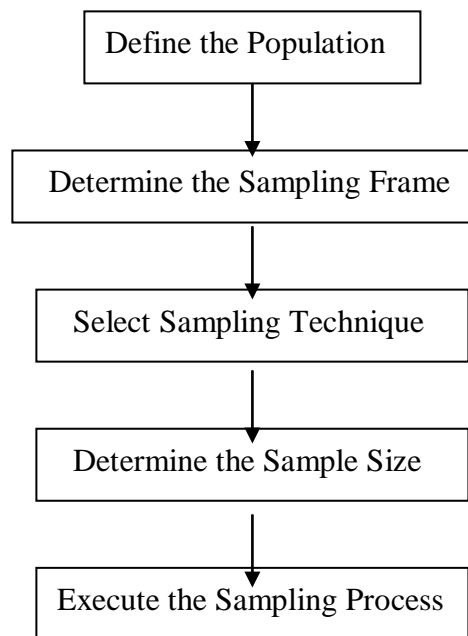 Define the Population
Determine the Sampling Frame
Select Sampling Technique
Determine the Sample Size
Execute the Sampling Process